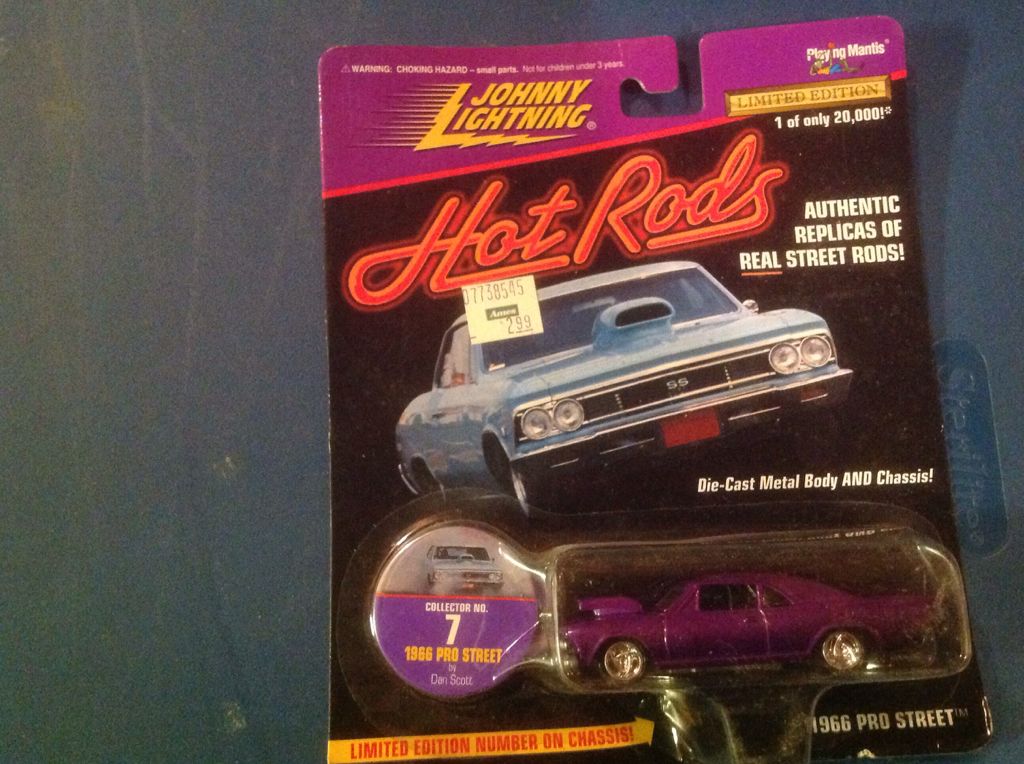 ⚠ WARNING: CHOKING HAZARD – small parts. Not for children under 3 years.
Playing Mantis®
JOHNNY
LIGHTNING®
LIMITED EDITION
1 of only 20,000!*
Hot Rods
AUTHENTIC
REPLICAS OF
REAL STREET RODS!
07738545
Ames
2.99
SS
Die-Cast Metal Body AND Chassis!
COLLECTOR NO.
7
1966 PRO STREET
by
Dan Scott
1966 PRO STREET™
LIMITED EDITION NUMBER ON CHASSIS!